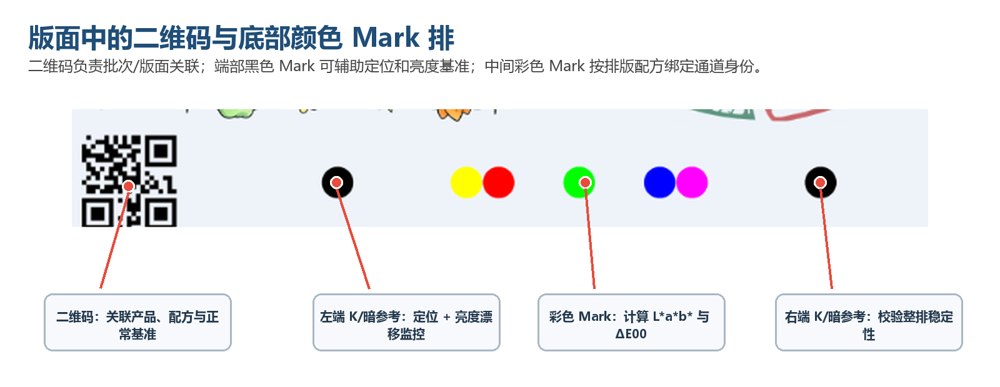 版面中的二维码与底部颜色 Mark 排
二维码负责批次/版面关联；端部黑色 Mark 可辅助定位和亮度基准；中间彩色 Mark 按排版配方绑定通道身份。
二维码：关联产品、配方与正
常基准
左端 K/暗参考：定位 + 亮度漂
移监控
彩色 Mark：计算 L*a*b* 与
ΔE00
右端 K/暗参考：校验整排稳定
性